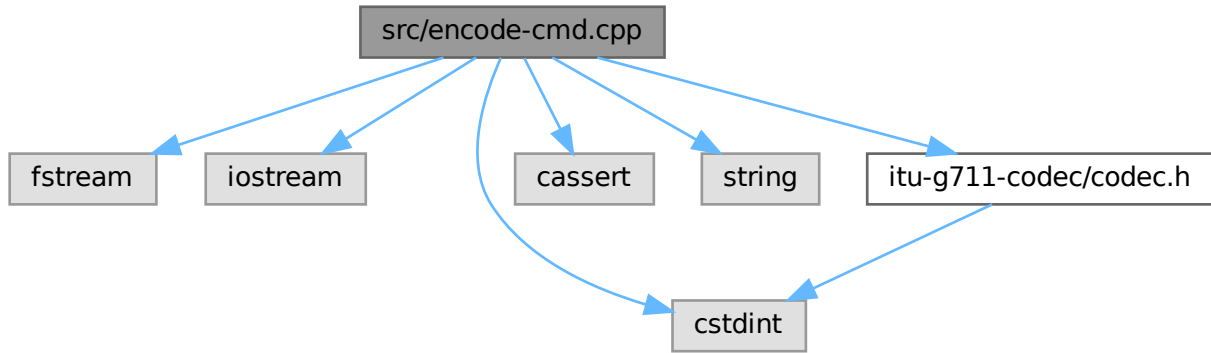 src/encode-cmd.cpp
fstream
iostream
cassert
string
itu-g711-codec/codec.h
cstdint